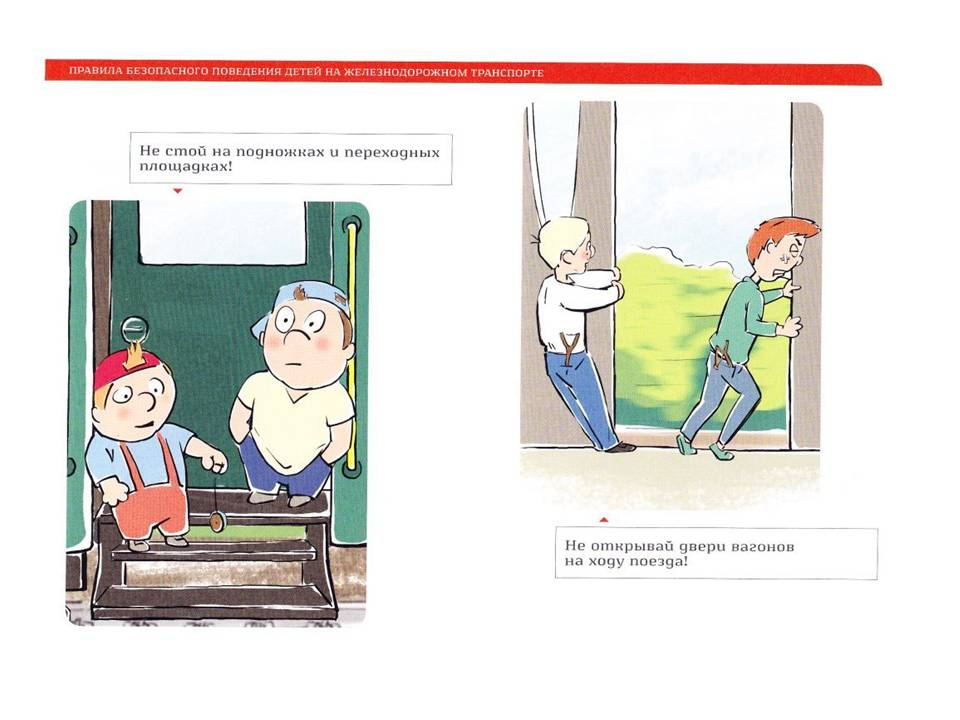 ПРАВИЛА БЕЗОПАСНОГО ПОВЕДЕНИЯ ДЕТЕЙ НА ЖЕЛЕЗНОДОРОЖНОМ ТРАНСПОРТЕ
Не стой на подножках и переходных
площадках!
Не открывай двери вагонов
на ходу поезда!